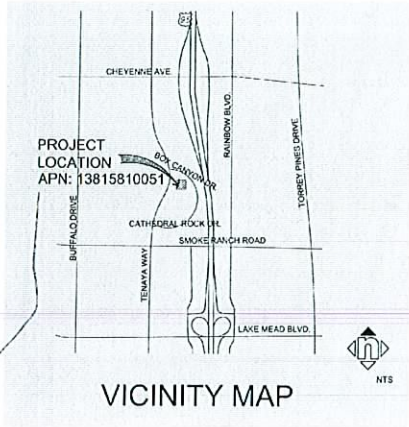 95
CHEYENNE AVE.
RAINBOW BLVD.
TORREY PINES DRIVE
PROJECT
LOCATION
APN: 13815810051
BOX CANYON DR.
BUFFALO DRIVE
TENAYA WAY
CATHEDRAL ROCK DR.
SMOKE RANCH ROAD
LAKE MEAD BLVD.
n
NTS
VICINITY MAP